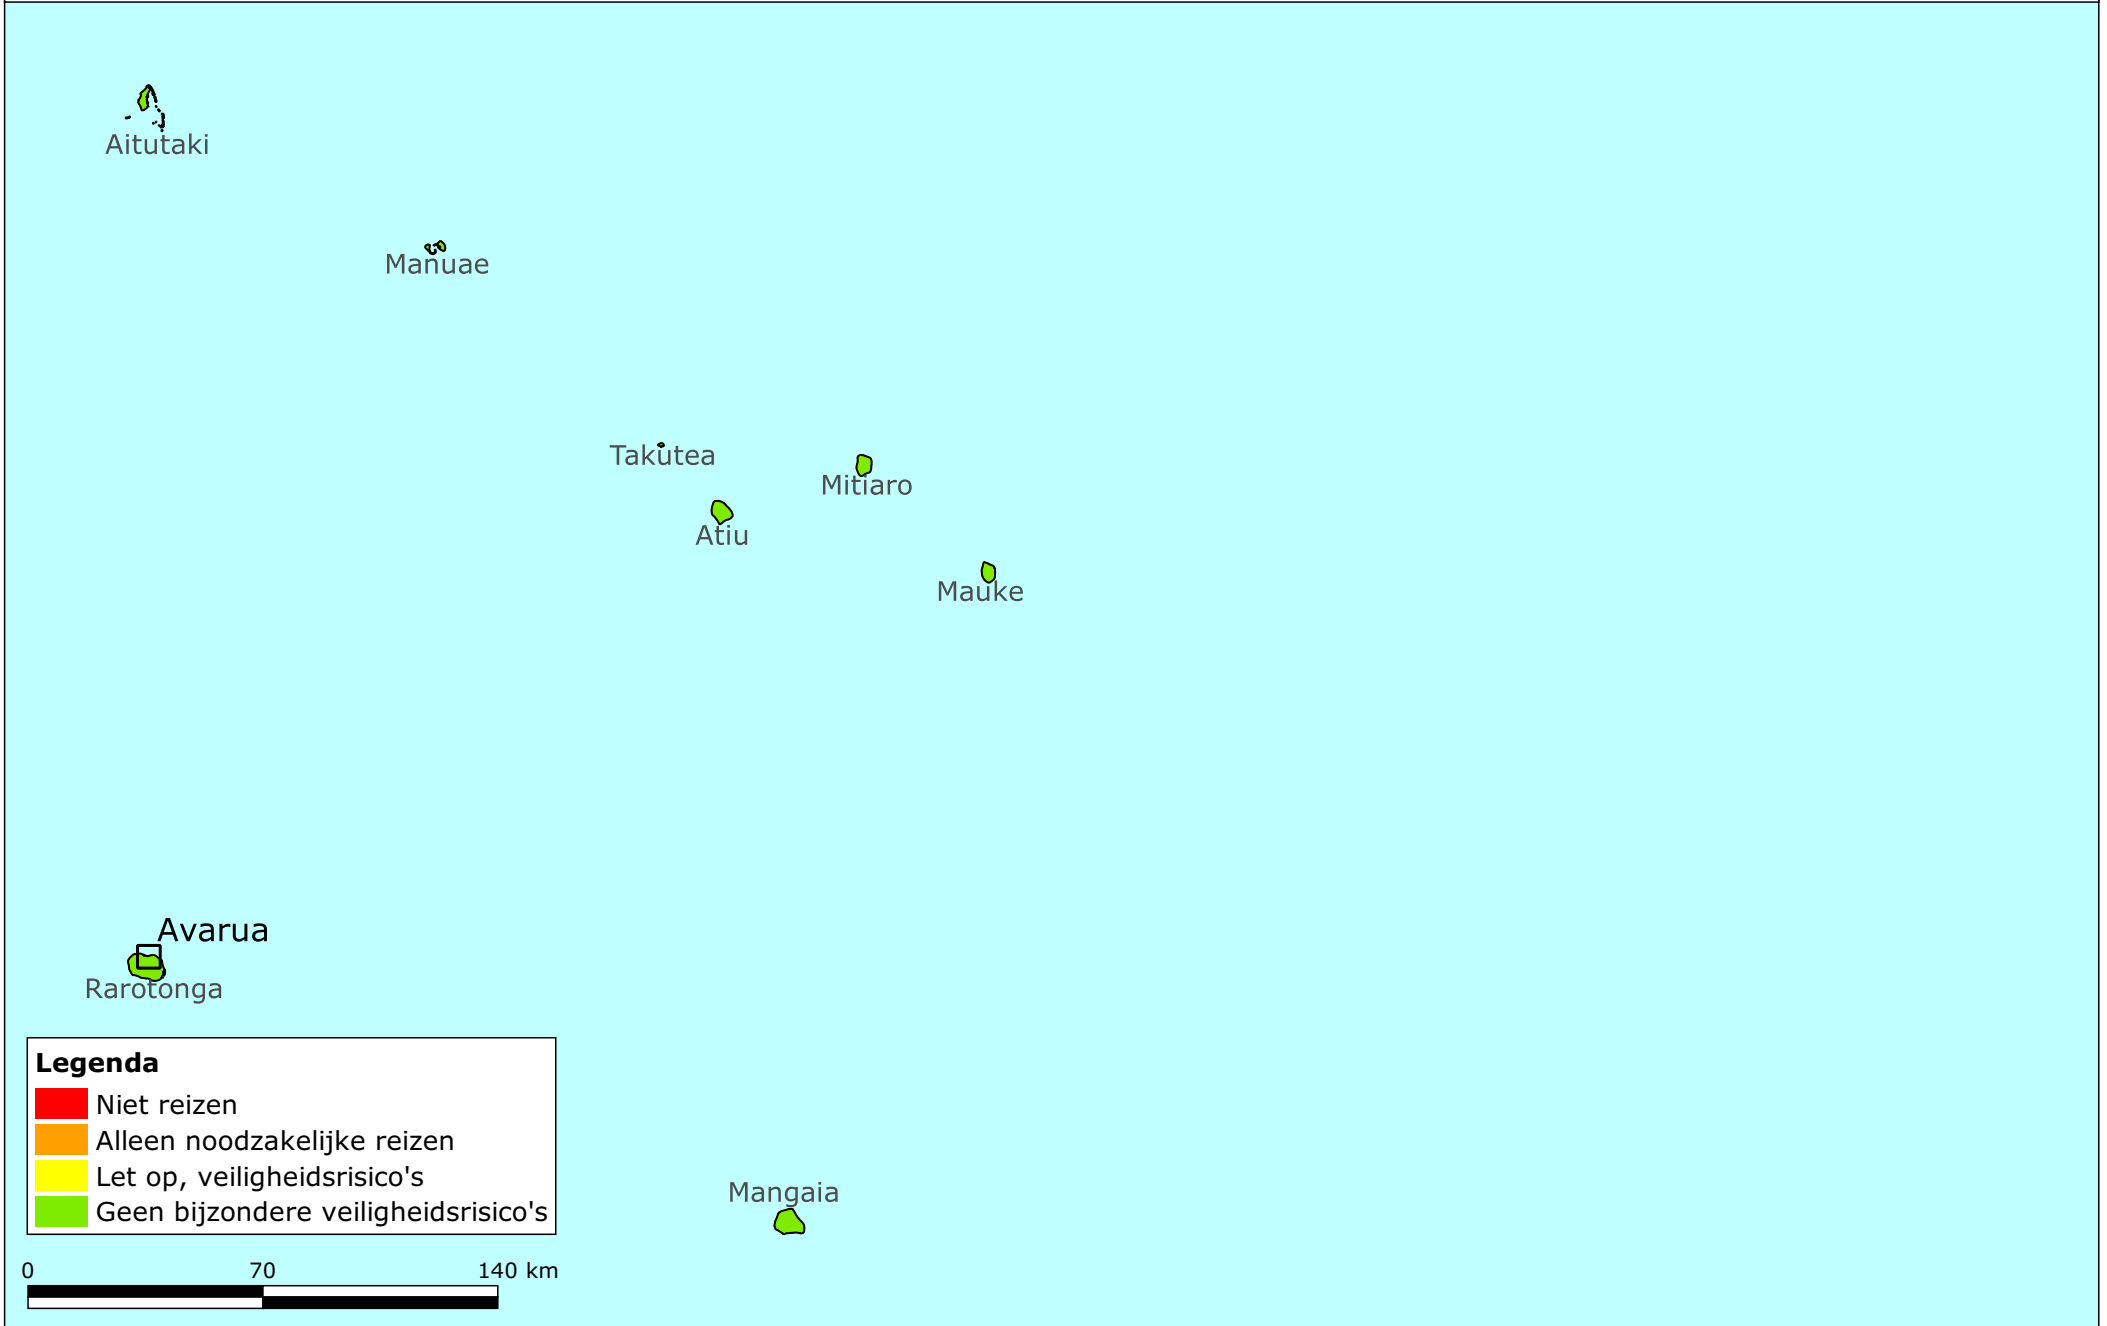 Aitutaki
Manuae
Takutea
Mitiaro
Atiu
Mauke
Avarua
Rarotonga
Legenda
Niet reizen
Alleen noodzakelijke reizen
Let op, veiligheidsrisico's
Geen bijzondere veiligheidsrisico's
Mangaia
0 70 140 km